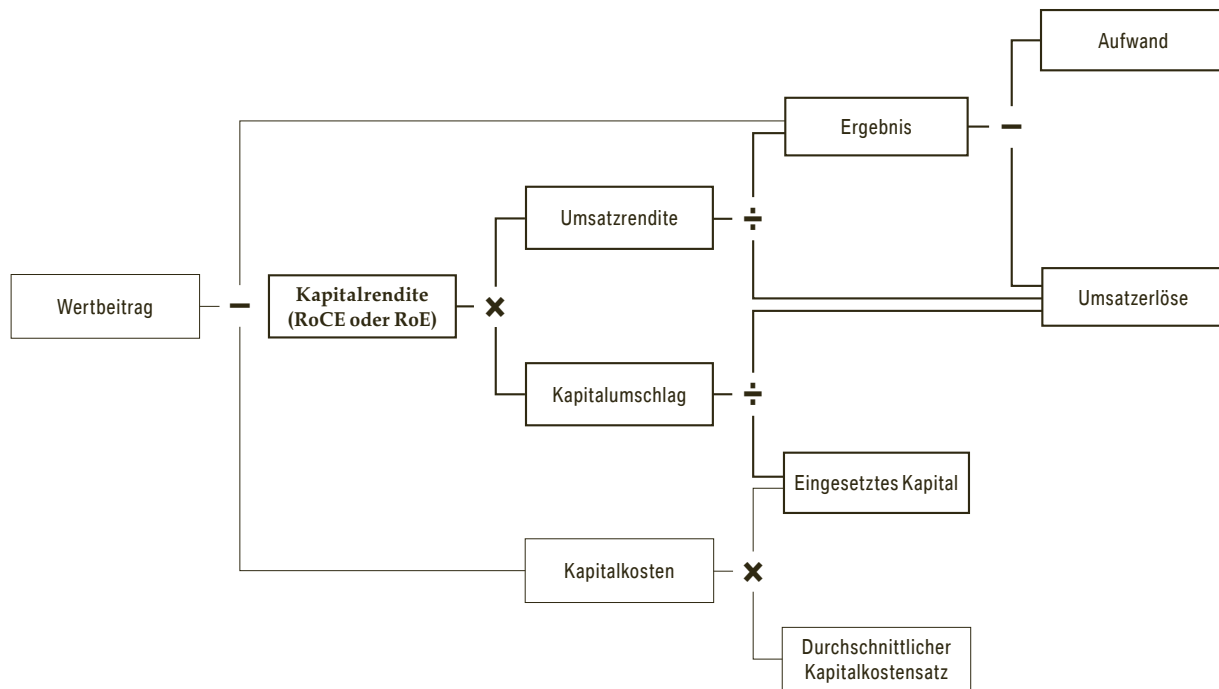 Aufwand
Ergebnis
−
Umsatzrendite
÷
Wertbeitrag
−
Kapitalrendite
(RoCE oder RoE)
×
Umsatzerlöse
Kapitalumschlag
÷
Eingesetztes Kapital
Kapitalkosten
×
Durchschnittlicher
Kapitalkostensatz